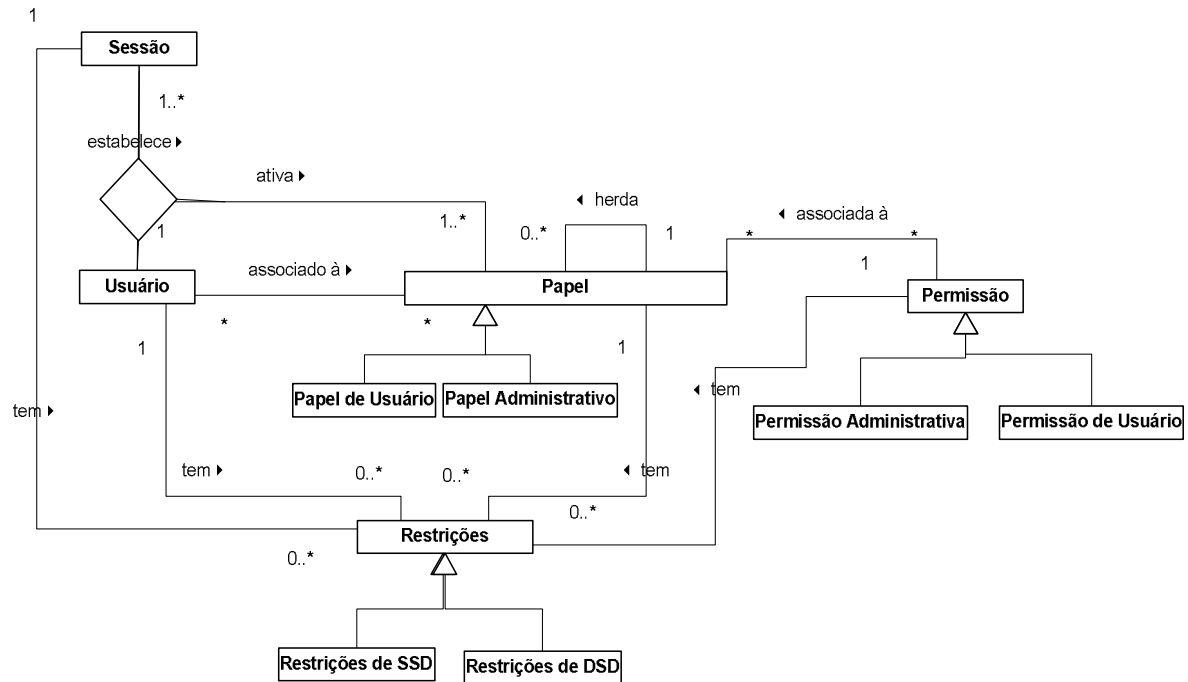 1
Sessão
1..*
estabelece
ativa
herda
associada à
1..*
0..*
1
*
*
1
associado à
1
Usuário
Papel
Permissão
*
*
1
1
Papel de Usuário
Papel Administrativo
tem
Permissão Administrativa
Permissão de Usuário
tem
tem
0..*
0..*
tem
0..*
Restrições
0..*
Restrições de SSD
Restrições de DSD